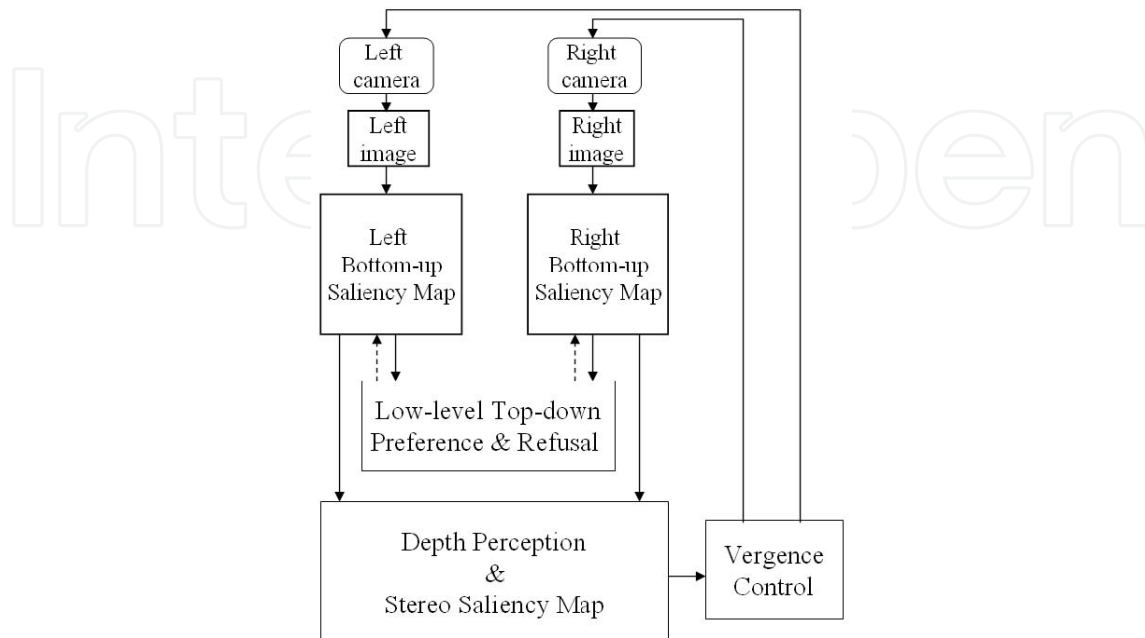 Left
camera
Right
camera
Left
image
Right
image
Left
Bottom-up
Saliency Map
Right
Bottom-up
Saliency Map
Low-level Top-down
Preference & Refusal
Depth Perception
&
Stereo Saliency Map
Vergence
Control